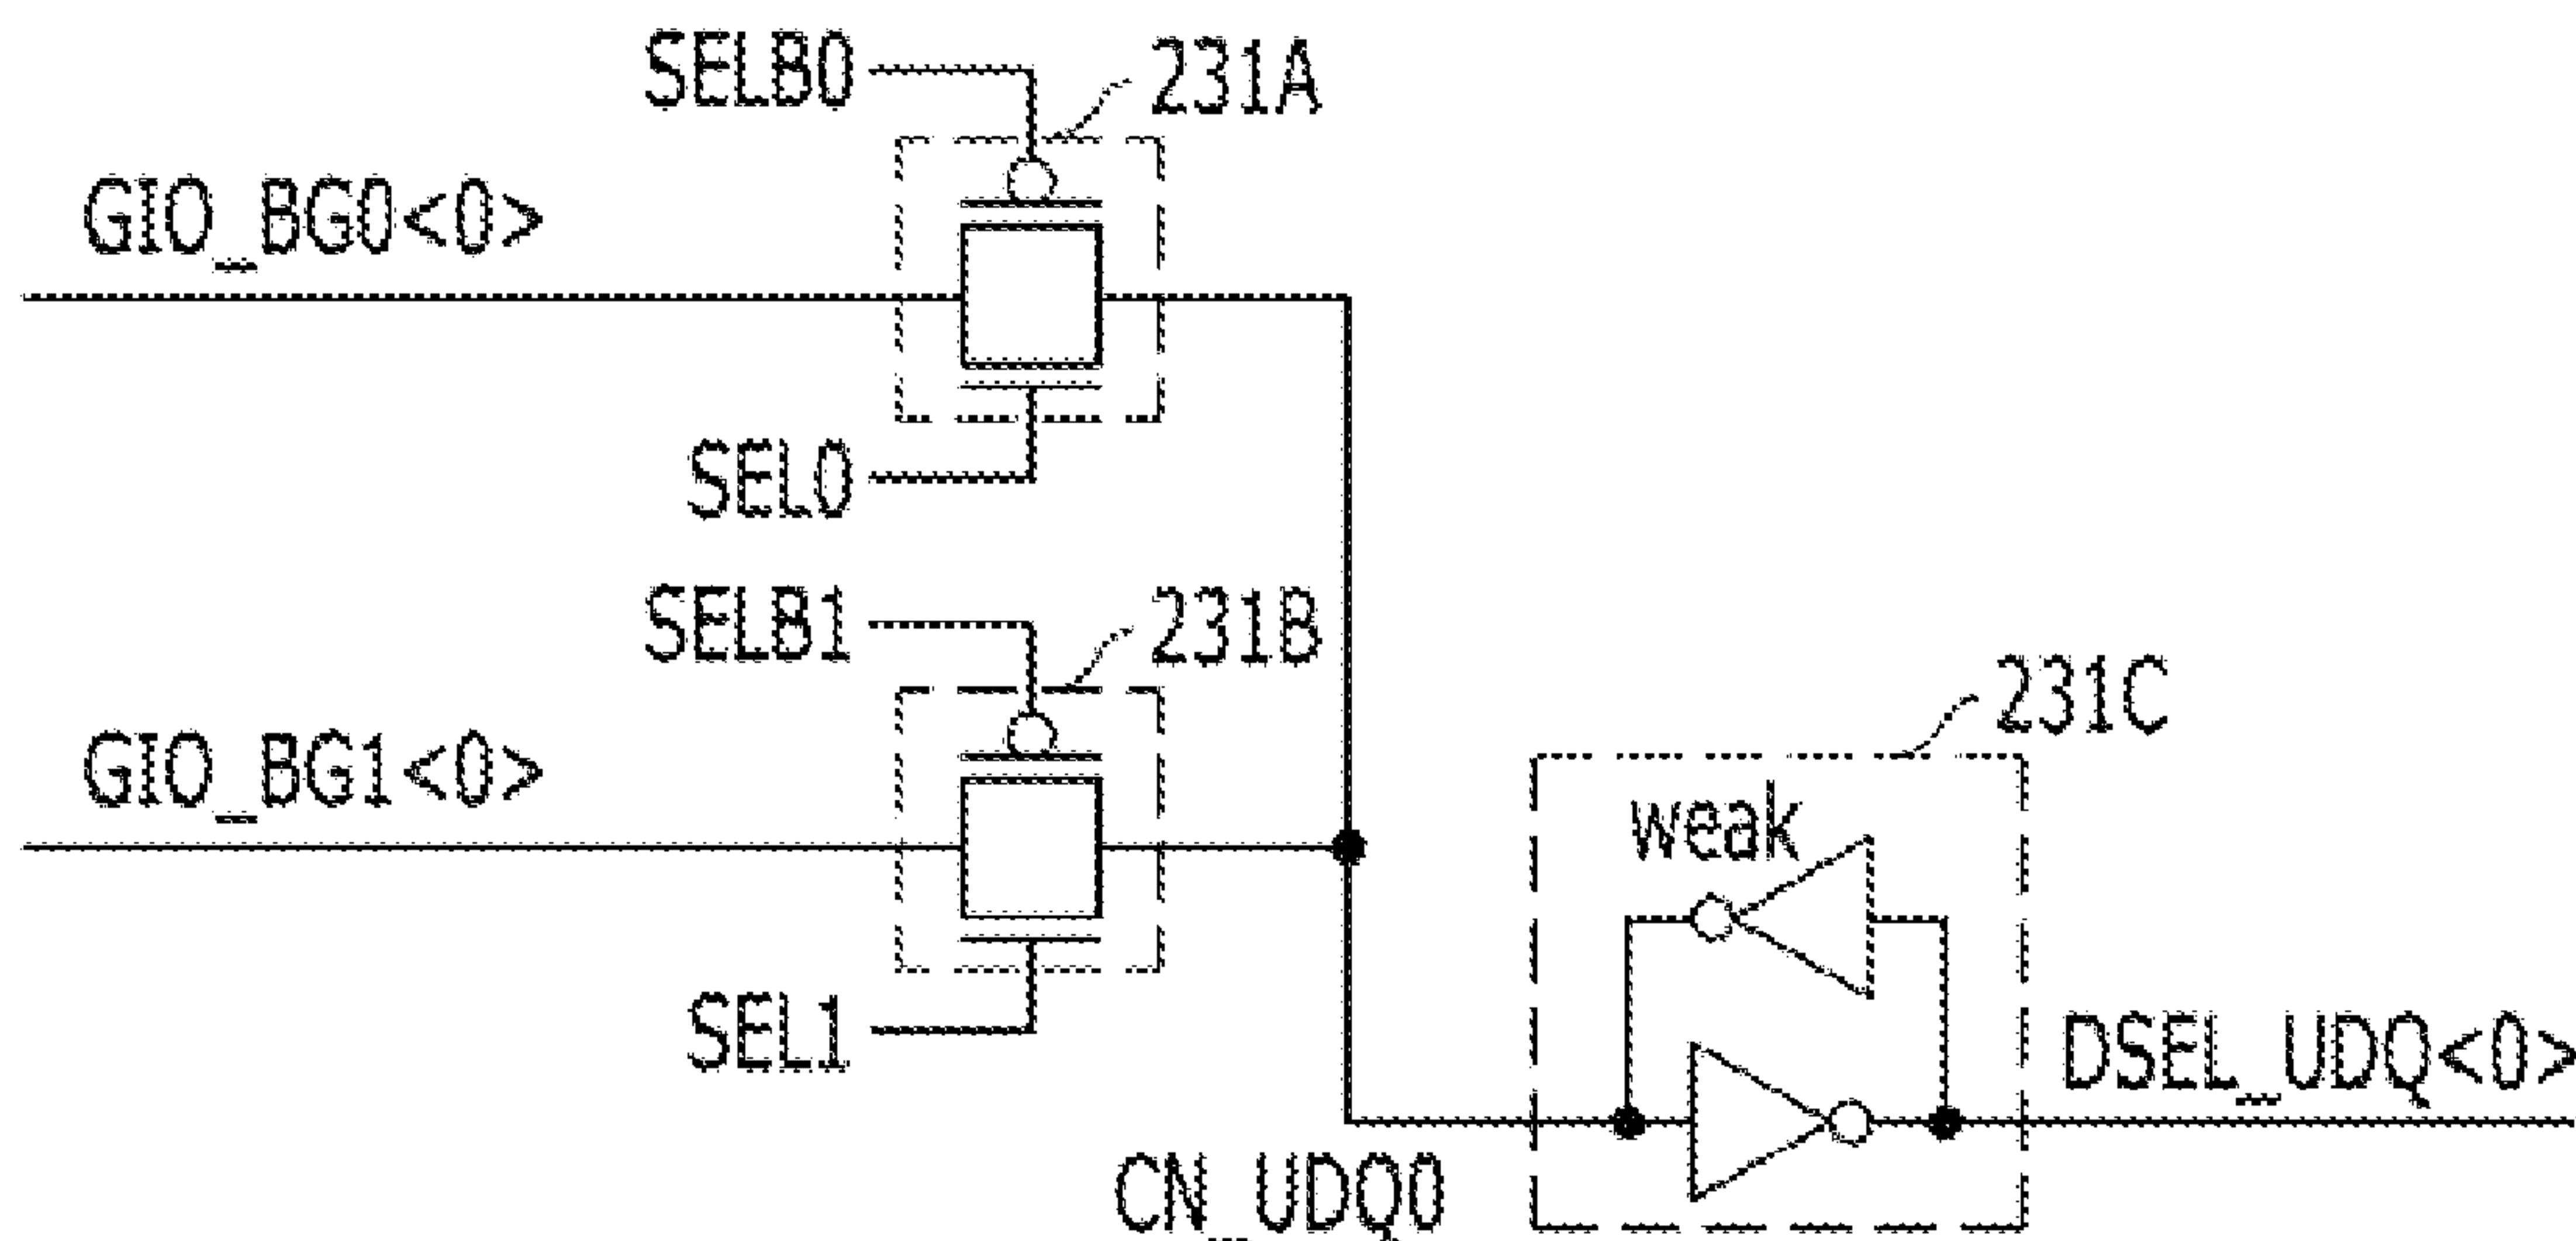 SELB0
231A
GIO_BG0<0>
SEL0
SELB1
231B
GIO_BG1<0>
231C
weak
SEL1
DSEL_UDQ<0>
CN_UDQ0